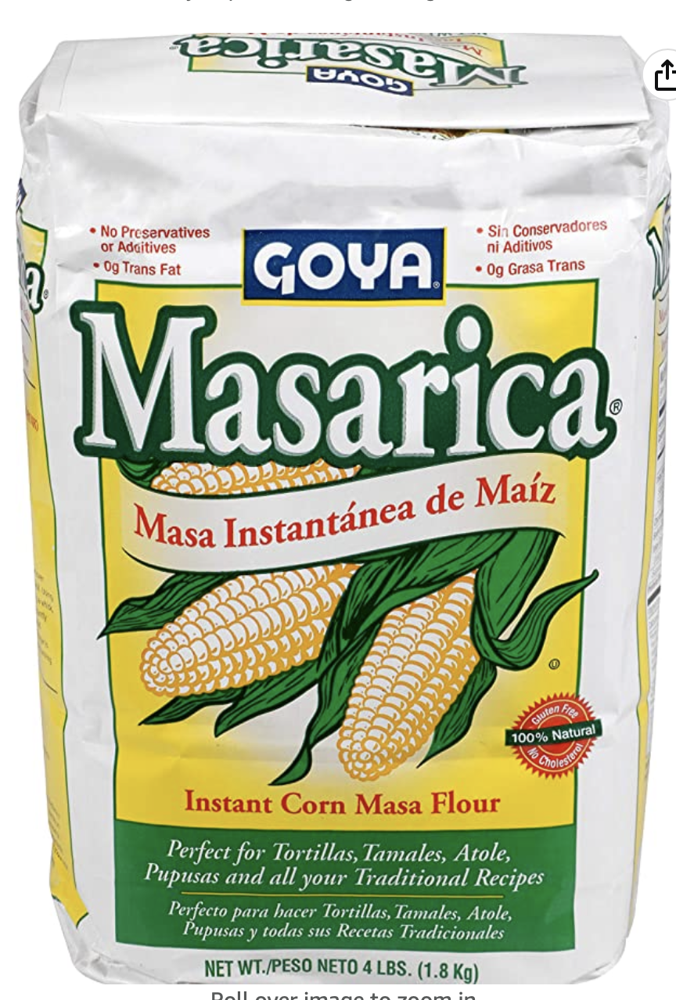 Masarica
GOYA
• No Preservatives
or Additives
• 0g Trans Fat
GOYA®
• Sin Conservadores
ni Aditivos
• 0g Grasa Trans
Masarica®
Masa Instantánea de Maíz
U
Gluten Free
100% Natural
No Cholesterol
Instant Corn Masa Flour
Perfect for Tortillas, Tamales, Atole,
Pupusas and all your Traditional Recipes
Perfecto para hacer Tortillas, Tamales, Atole,
Pupusas y todas sus Recetas Tradicionales
NET WT./PESO NETO 4 LBS. (1.8 Kg)
Roll over image to zoom in